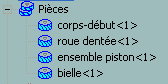 Pièces
corps-début<1>
roue dentée<1>
ensemble piston<1>
bielle<1>